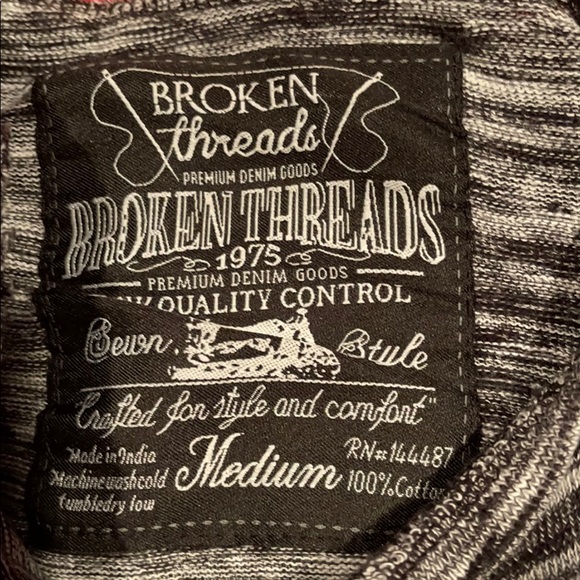 BROKEN
threads
PREMIUM DENIM GOODS
BROKEN THREADS
1975
PREMIUM DENIM GOODS
QUALITY CONTROL
Sewn Style
Crafted for style and comfort"
Made in India
Machine wash cold
tumble dry low
Medium
RN#144487
100% Cotton